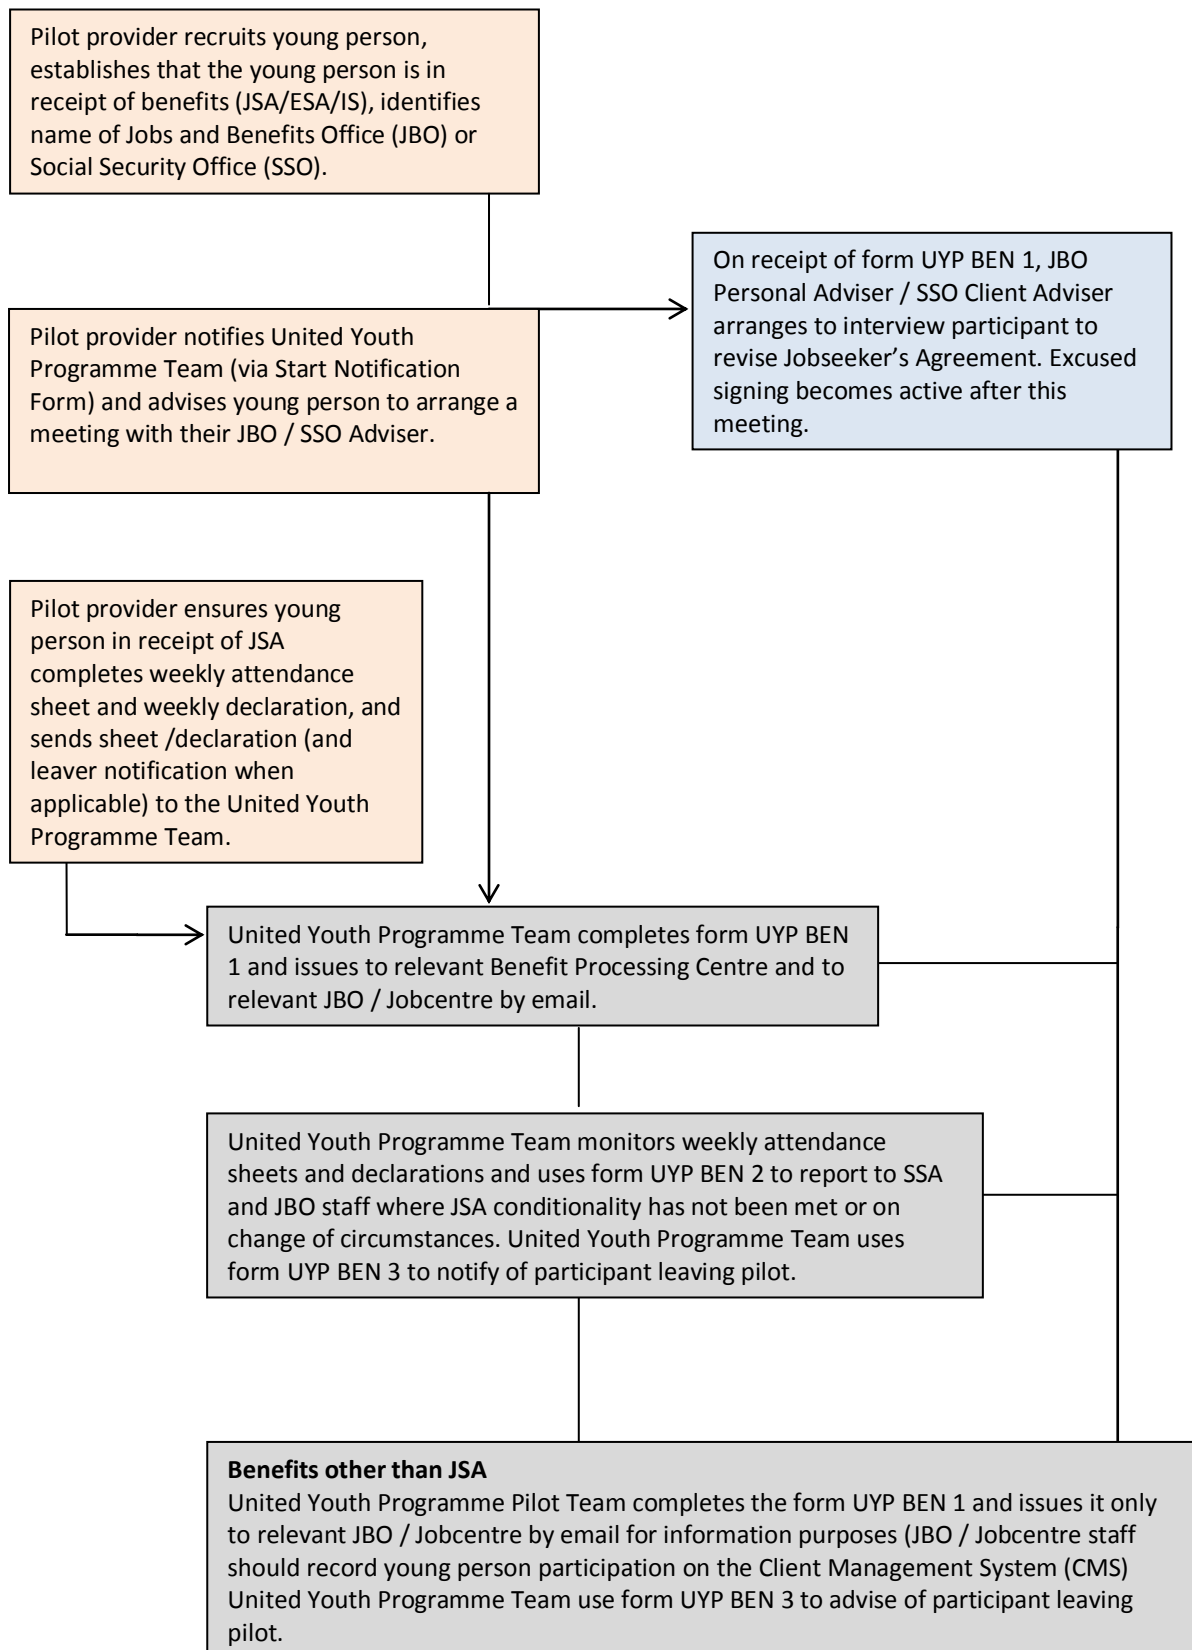 Pilot provider recruits young person,
establishes that the young person is in
receipt of benefits (JSA/ESA/IS), identifies
name of Jobs and Benefits Office (JBO) or
Social Security Office (SSO).
On receipt of form UYP BEN 1, JBO
Personal Adviser / SSO Client Adviser
arranges to interview participant to
revise Jobseeker’s Agreement. Excused
signing becomes active after this
meeting.
Pilot provider notifies United Youth
Programme Team (via Start Notification
Form) and advises young person to arrange a
meeting with their JBO / SSO Adviser.
Pilot provider ensures young
person in receipt of JSA
completes weekly attendance
sheet and weekly declaration, and
sends sheet /declaration (and
leaver notification when
applicable) to the United Youth
Programme Team.
United Youth Programme Team completes form UYP BEN
1 and issues to relevant Benefit Processing Centre and to
relevant JBO / Jobcentre by email.
United Youth Programme Team monitors weekly attendance
sheets and declarations and uses form UYP BEN 2 to report to SSA
and JBO staff where JSA conditionality has not been met or on
change of circumstances. United Youth Programme Team uses
form UYP BEN 3 to notify of participant leaving pilot.
Benefits other than JSA
United Youth Programme Pilot Team completes the form UYP BEN 1 and issues it only
to relevant JBO / Jobcentre by email for information purposes (JBO / Jobcentre staff
should record young person participation on the Client Management System (CMS)
United Youth Programme Team use form UYP BEN 3 to advise of participant leaving
pilot.